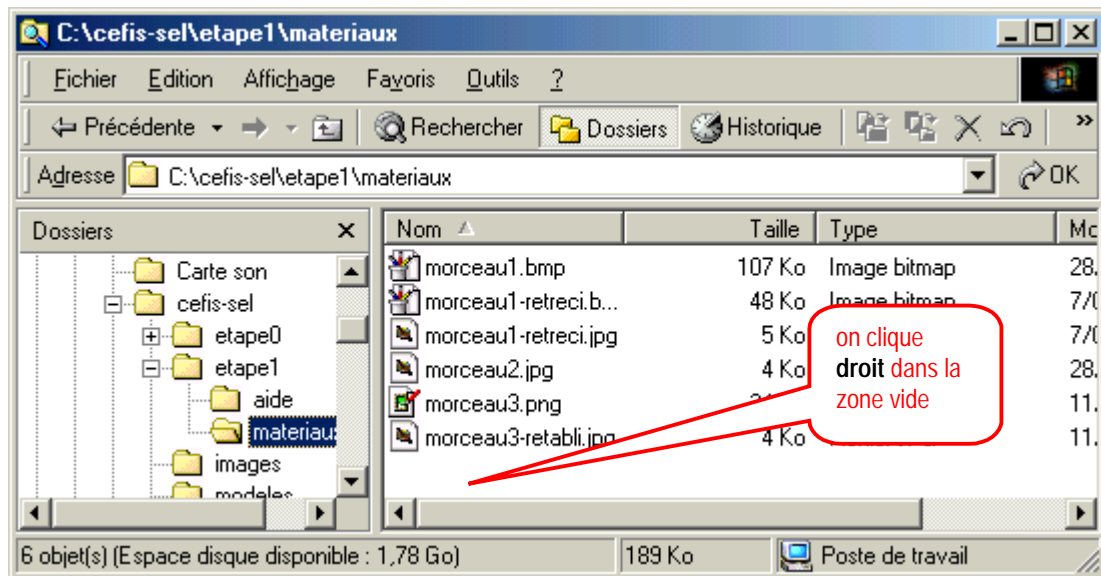 C:\cefis-sel\etape1\materiaux
Fichier Edition Affichage Favoris Outils ?
Précédente Rechercher Dossiers Historique »
Adresse C:\cefis-sel\etape1\materiaux OK
Dossiers
Carte son
cefis-sel
etape0
etape1
aide
materiau
images
modeles
Nom Taille Type Mo
morceau1.bmp 107 Ko Image bitmap 28.
morceau1-retreci.b... 48 Ko Image bitmap 7/0
morceau1-retreci.jpg 5 Ko 7/0
morceau2.jpg 4 Ko 28.
morceau3.png 11.
morceau3-retabli.jpg 4 Ko 11.
on clique
droit dans la
zone vide
6 objet(s) (Espace disque disponible : 1,78 Go) 189 Ko Poste de travail